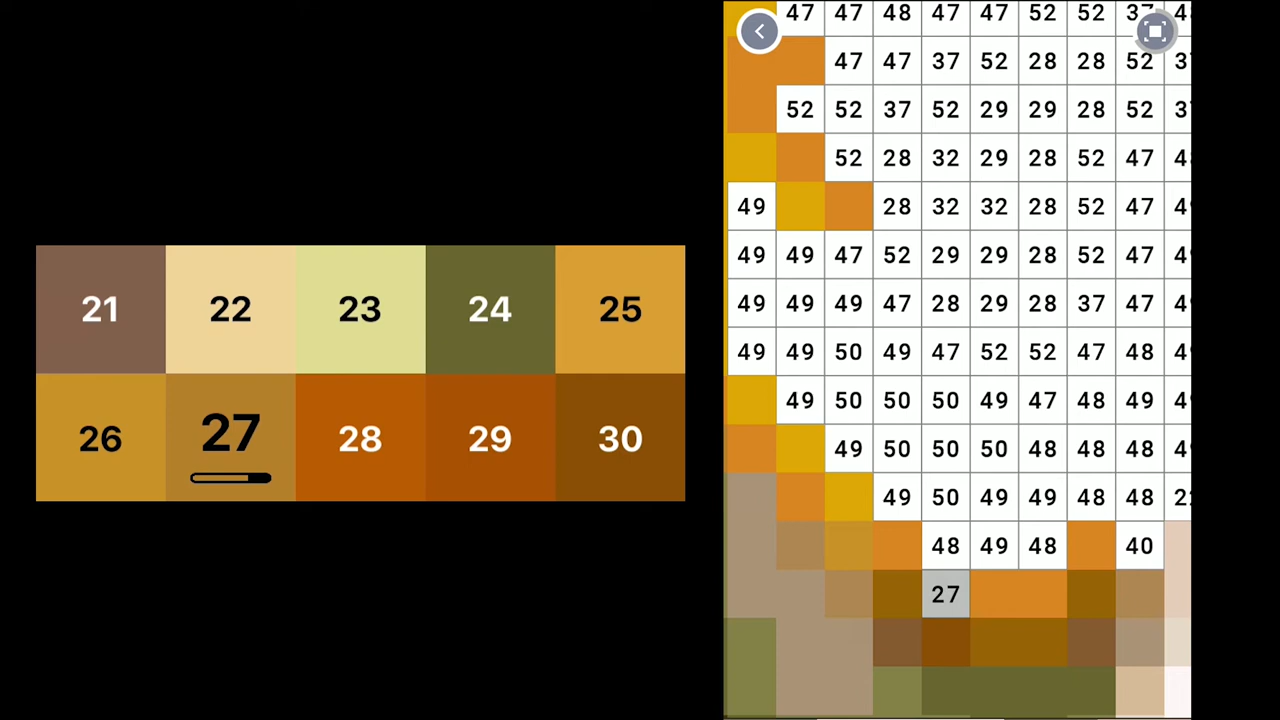 21 22 23 24 25
26 27 28 29 30
47 47 48 47 47 52 52
47 47 37 52 28 28 52
52 52 37 52 29 29 28 52
52 28 32 29 28 52 47
49 28 32 32 28 52 47
49 49 47 52 29 29 28 52 47
49 49 49 47 28 29 28 37 47
49 49 50 49 47 52 52 47 48
49 50 50 50 49 47 48 49
49 50 50 50 48 48 48
49 50 49 49 48 48
48 49 48 40
27